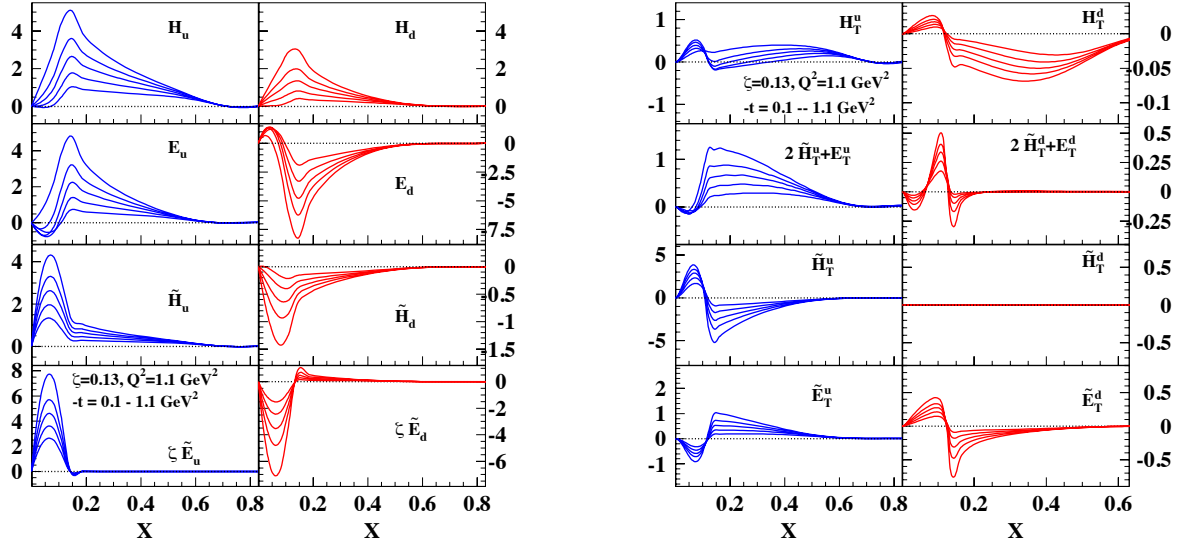 H_u
4
2
0
H_d
4
2
0
E_u
4
2
0
E_d
0
-2.5
-5
-7.5
H̃_u
4
2
0
H̃_d
0
-0.5
-1
-1.5
8
7
6
5
4
3
2
1
0
ζ=0.13, Q²=1.1 GeV²
-t = 0.1 - 1.1 GeV²
ζ Ẽ_u
ζ Ẽ_d
0
-2
-4
-6
0 0.2 0.4 0.6 0.8
X
0.2 0.4 0.6 0.8
X
H_T^u
1
0
-1
ζ=0.13, Q²=1.1 GeV²
-t = 0.1 -- 1.1 GeV²
H_T^d
0
-0.05
-0.1
2 H̃_T^u+E_T^u
2
1
0
2 H̃_T^d+E_T^d
0.5
0.25
0
-0.25
H̃_T^u
5
0
-5
H̃_T^d
0.5
0
-0.5
Ẽ_T^u
2
1
0
-1
Ẽ_T^d
0.5
0
-0.5
0 0.2 0.4
X
0 0.2 0.4 0.6
X